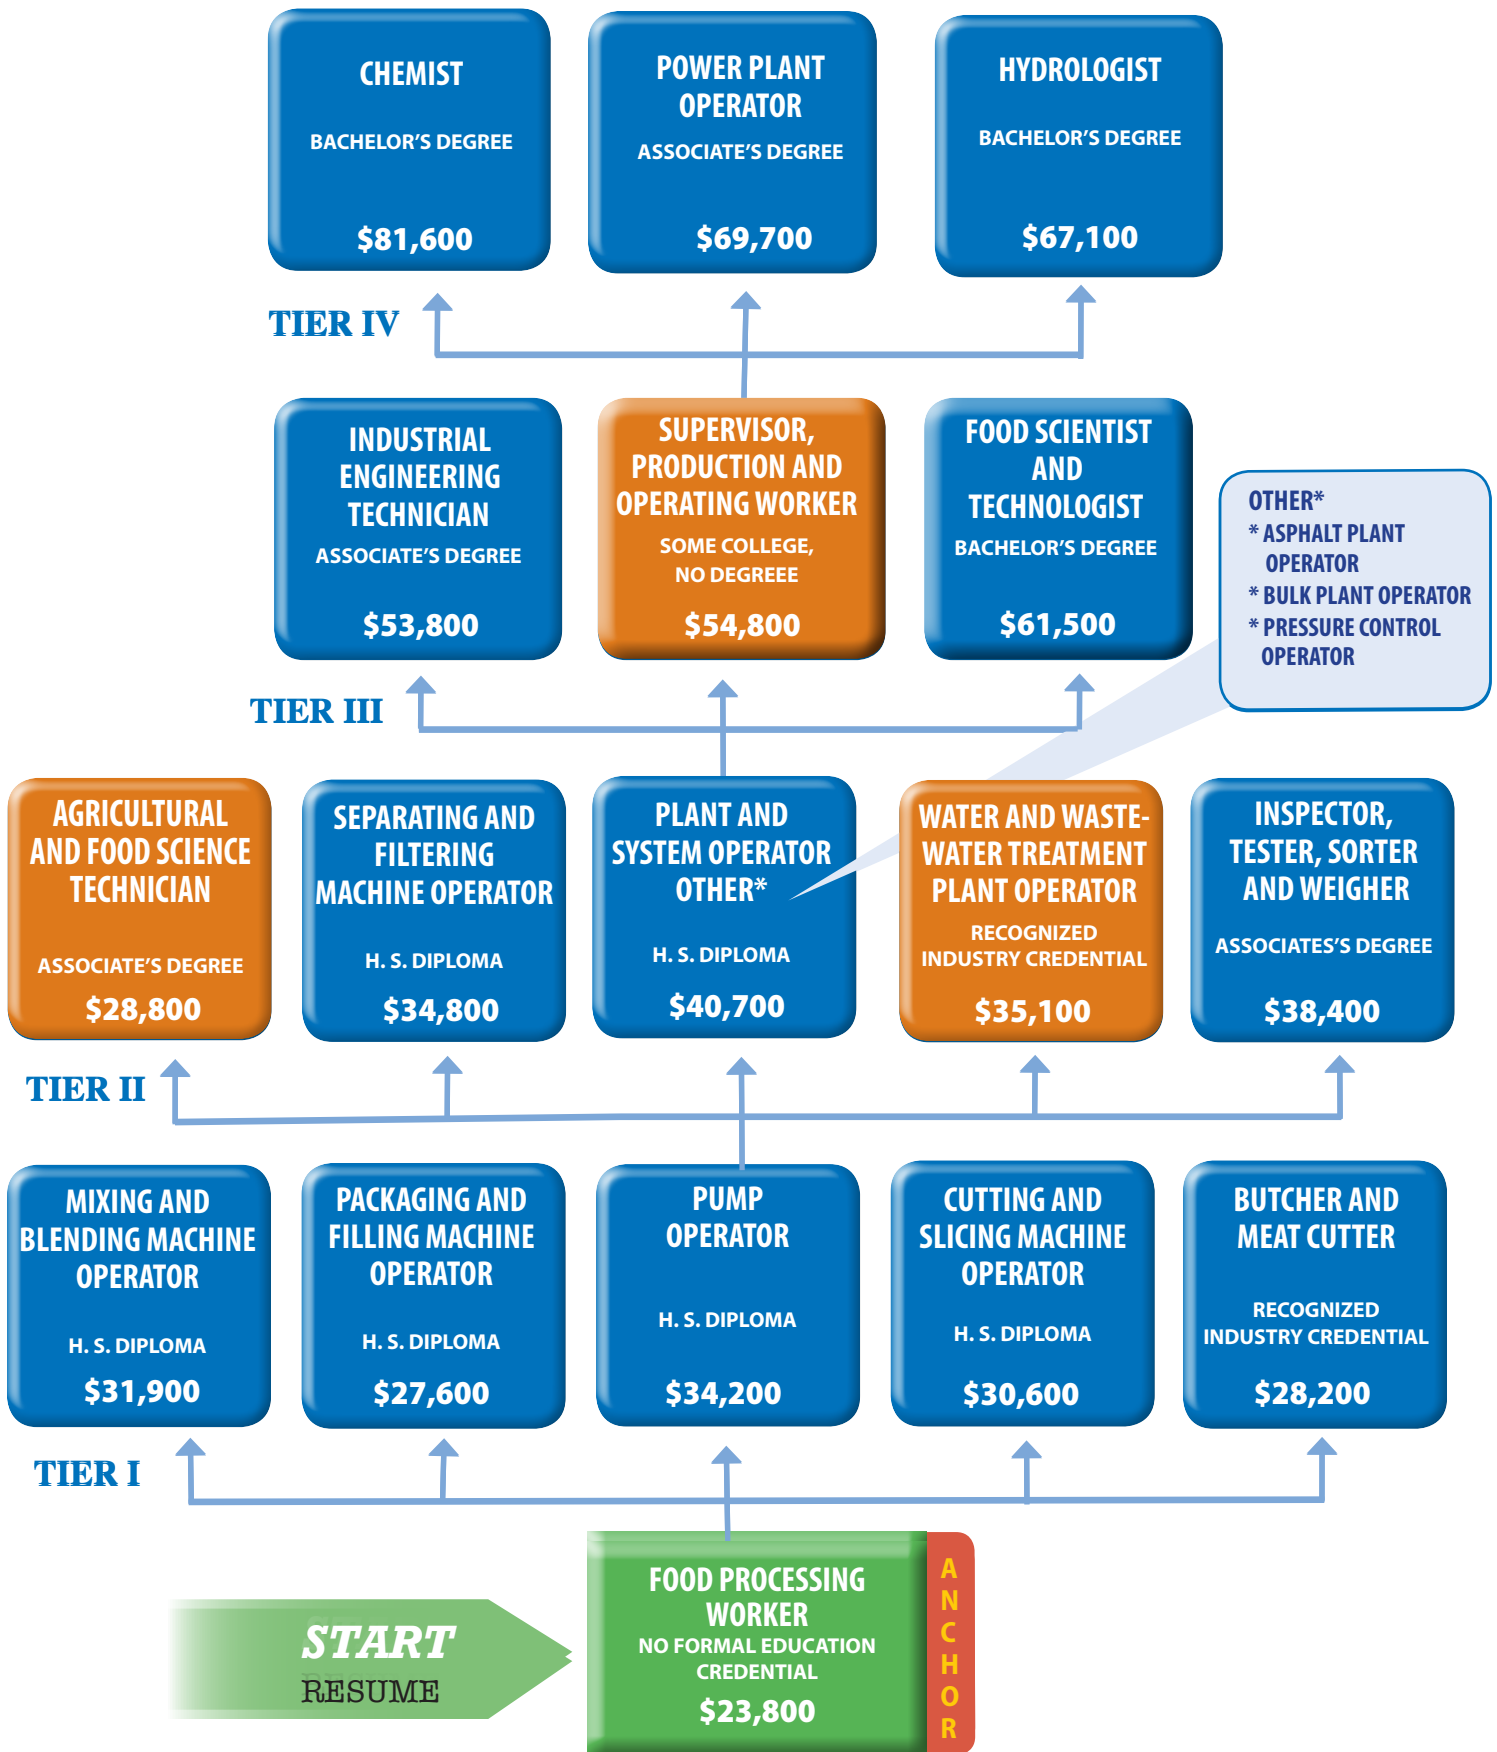 CHEMIST
BACHELOR'S DEGREE
$81,600
POWER PLANT
OPERATOR
ASSOCIATE'S DEGREE
$69,700
HYDROLOGIST
BACHELOR'S DEGREE
$67,100
TIER IV
INDUSTRIAL
ENGINEERING
TECHNICIAN
ASSOCIATE'S DEGREE
$53,800
SUPERVISOR,
PRODUCTION AND
OPERATING WORKER
SOME COLLEGE,
NO DEGREEE
$54,800
FOOD SCIENTIST
AND
TECHNOLOGIST
BACHELOR'S DEGREE
$61,500
OTHER*
* ASPHALT PLANT
OPERATOR
* BULK PLANT OPERATOR
* PRESSURE CONTROL
OPERATOR
TIER III
AGRICULTURAL
AND FOOD SCIENCE
TECHNICIAN
ASSOCIATE'S DEGREE
$28,800
SEPARATING AND
FILTERING
MACHINE OPERATOR
H. S. DIPLOMA
$34,800
PLANT AND
SYSTEM OPERATOR
OTHER*
H. S. DIPLOMA
$40,700
WATER AND WASTE-
WATER TREATMENT
PLANT OPERATOR
RECOGNIZED
INDUSTRY CREDENTIAL
$35,100
INSPECTOR,
TESTER, SORTER
AND WEIGHER
ASSOCIATES'S DEGREE
$38,400
TIER II
MIXING AND
BLENDING MACHINE
OPERATOR
H. S. DIPLOMA
$31,900
PACKAGING AND
FILLING MACHINE
OPERATOR
H. S. DIPLOMA
$27,600
PUMP
OPERATOR
H. S. DIPLOMA
$34,200
CUTTING AND
SLICING MACHINE
OPERATOR
H. S. DIPLOMA
$30,600
BUTCHER AND
MEAT CUTTER
RECOGNIZED
INDUSTRY CREDENTIAL
$28,200
TIER I
START
RESUME
FOOD PROCESSING
WORKER
NO FORMAL EDUCATION
CREDENTIAL
$23,800
ANCHOR